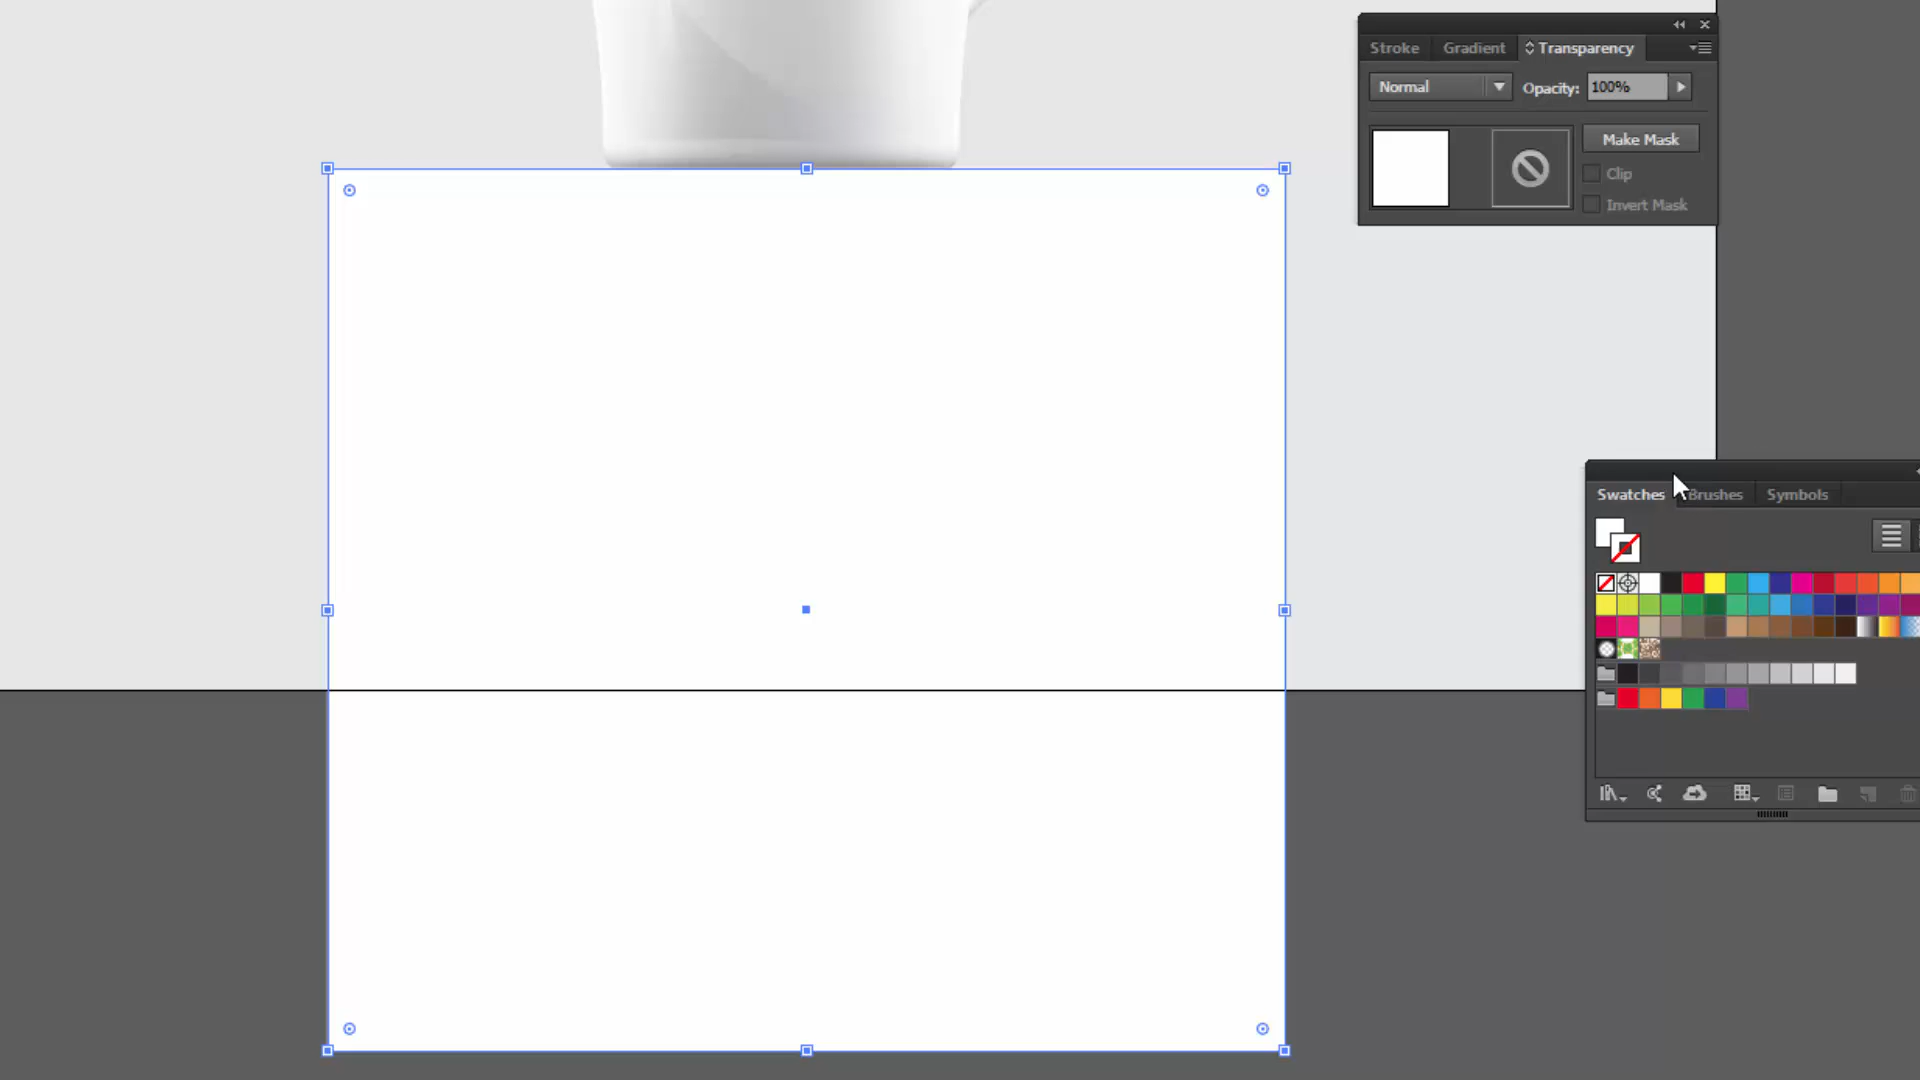 Stroke Gradient Transparency
Normal Opacity: 100%
Make Mask
Clip
Invert Mask
Swatches Brushes Symbols